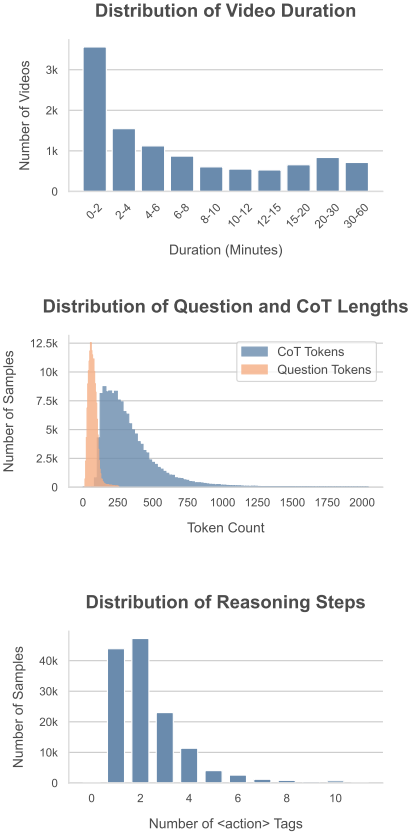 Distribution of Video Duration
Number of Videos
3k
2k
1k
0
0-2
2-4
4-6
6-8
8-10
10-12
12-15
15-20
20-30
30-60
Duration (Minutes)
Distribution of Question and CoT Lengths
Number of Samples
12.5k
10k
7.5k
5k
2.5k
0
CoT Tokens
Question Tokens
0 250 500 750 1000 1250 1500 1750 2000
Token Count
Distribution of Reasoning Steps
Number of Samples
40k
30k
20k
10k
0
0 2 4 6 8 10
Number of <action> Tags